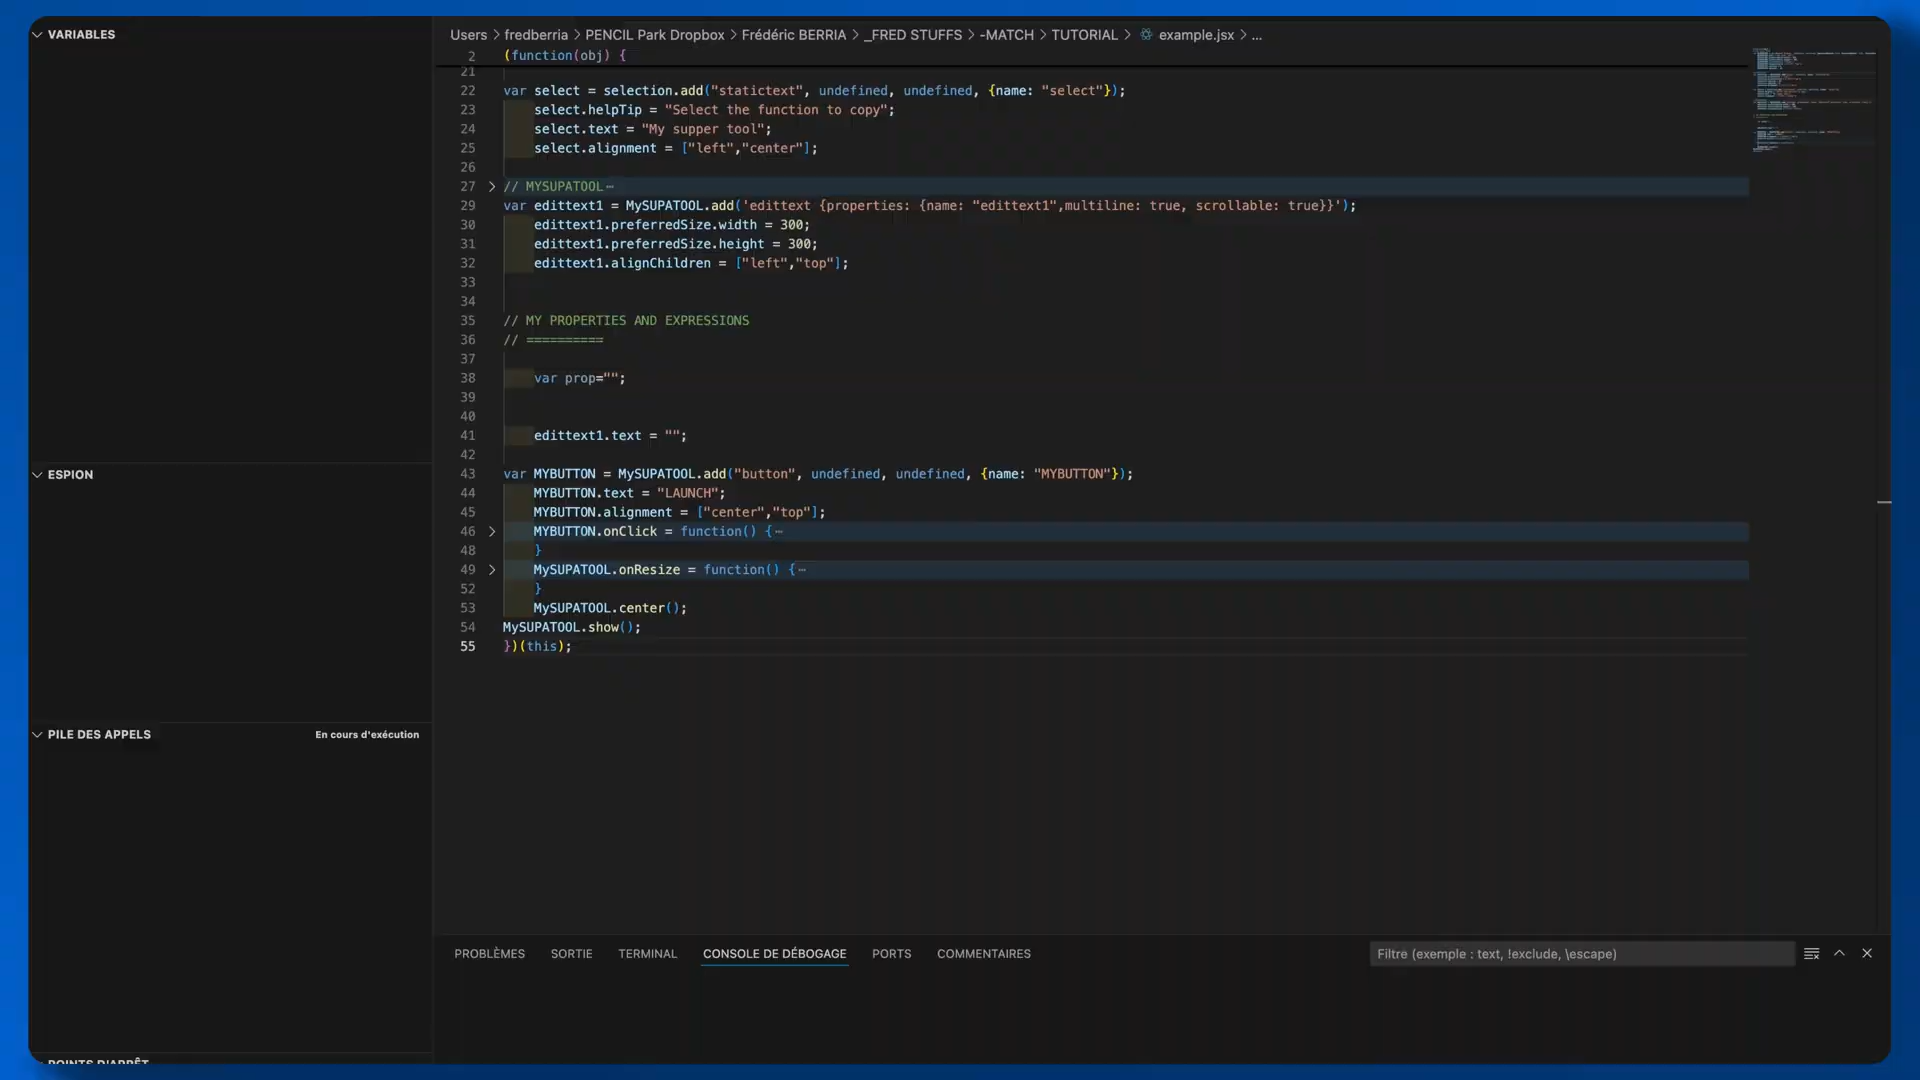 VARIABLES
Users > fredberria > PENCIL Park Dropbox > Frédéric BERRIA > _FRED STUFFS > -MATCH > TUTORIAL > example.jsx > ...
2 (function(obj) {
21
22 var select = selection.add("statictext", undefined, undefined, {name: "select"});
23 select.helpTip = "Select the function to copy";
24 select.text = "My supper tool";
25 select.alignment = ["left","center"];
26
27 // MYSUPATOOL⋯
29 var edittext1 = MySUPATOOL.add('edittext {properties: {name: "edittext1",multiline: true, scrollable: true}}');
30 edittext1.preferredSize.width = 300;
31 edittext1.preferredSize.height = 300;
32 edittext1.alignChildren = ["left","top"];
33
34
35 // MY PROPERTIES AND EXPRESSIONS
36 // ==========
37
38 var prop="";
39
40
41 edittext1.text = "";
42
43 var MYBUTTON = MySUPATOOL.add("button", undefined, undefined, {name: "MYBUTTON"});
44 MYBUTTON.text = "LAUNCH";
45 MYBUTTON.alignment = ["center","top"];
46 MYBUTTON.onClick = function() {⋯
48 }
49 MySUPATOOL.onResize = function() {⋯
52 }
53 MySUPATOOL.center();
54 MySUPATOOL.show();
55 })(this);
ESPION
PILE DES APPELS En cours d'exécution
POINTS D'ARRÊT
PROBLÈMES SORTIE TERMINAL CONSOLE DE DÉBOGAGE PORTS COMMENTAIRES Filtre (exemple : text, !exclude, \escape)